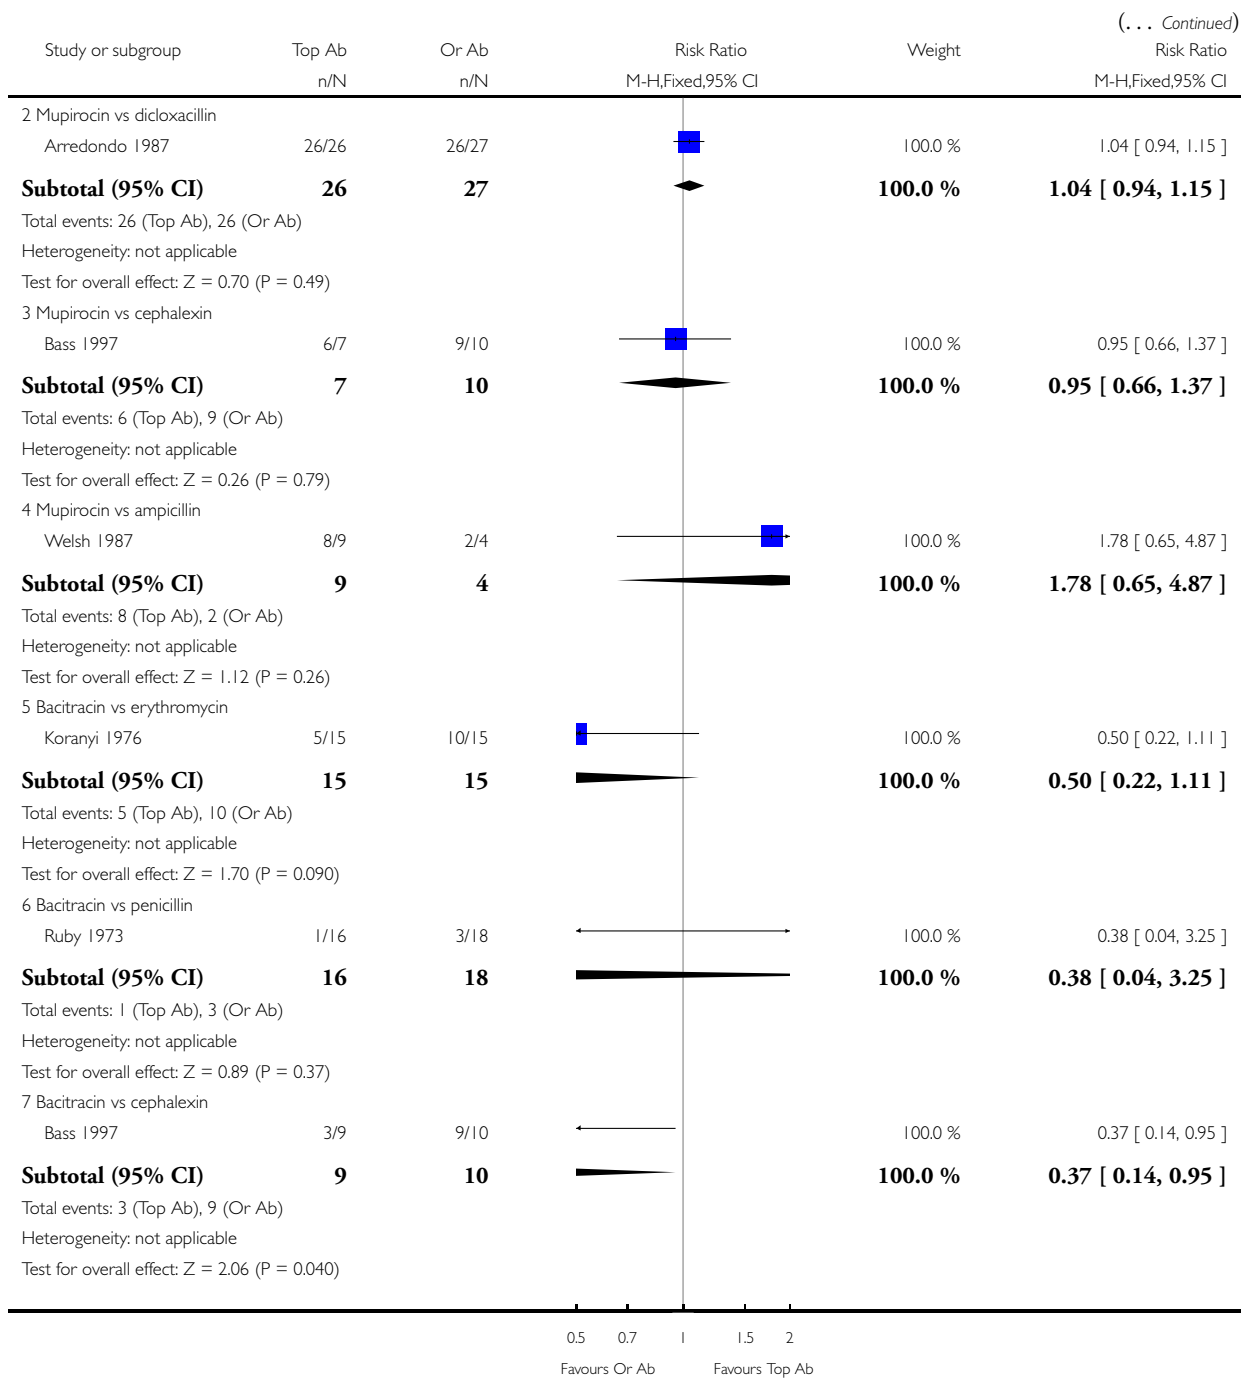 (... Continued)
Study or subgroup Top Ab Or Ab Risk Ratio Weight Risk Ratio
n/N n/N M-H,Fixed,95% CI M-H,Fixed,95% CI
2 Mupirocin vs dicloxacillin
Arredondo 1987 26/26 26/27 100.0 % 1.04 [ 0.94, 1.15 ]
Subtotal (95% CI) 26 27 100.0 % 1.04 [ 0.94, 1.15 ]
Total events: 26 (Top Ab), 26 (Or Ab)
Heterogeneity: not applicable
Test for overall effect: Z = 0.70 (P = 0.49)
3 Mupirocin vs cephalexin
Bass 1997 6/7 9/10 100.0 % 0.95 [ 0.66, 1.37 ]
Subtotal (95% CI) 7 10 100.0 % 0.95 [ 0.66, 1.37 ]
Total events: 6 (Top Ab), 9 (Or Ab)
Heterogeneity: not applicable
Test for overall effect: Z = 0.26 (P = 0.79)
4 Mupirocin vs ampicillin
Welsh 1987 8/9 2/4 100.0 % 1.78 [ 0.65, 4.87 ]
Subtotal (95% CI) 9 4 100.0 % 1.78 [ 0.65, 4.87 ]
Total events: 8 (Top Ab), 2 (Or Ab)
Heterogeneity: not applicable
Test for overall effect: Z = 1.12 (P = 0.26)
5 Bacitracin vs erythromycin
Koranyi 1976 5/15 10/15 100.0 % 0.50 [ 0.22, 1.11 ]
Subtotal (95% CI) 15 15 100.0 % 0.50 [ 0.22, 1.11 ]
Total events: 5 (Top Ab), 10 (Or Ab)
Heterogeneity: not applicable
Test for overall effect: Z = 1.70 (P = 0.090)
6 Bacitracin vs penicillin
Ruby 1973 1/16 3/18 100.0 % 0.38 [ 0.04, 3.25 ]
Subtotal (95% CI) 16 18 100.0 % 0.38 [ 0.04, 3.25 ]
Total events: 1 (Top Ab), 3 (Or Ab)
Heterogeneity: not applicable
Test for overall effect: Z = 0.89 (P = 0.37)
7 Bacitracin vs cephalexin
Bass 1997 3/9 9/10 100.0 % 0.37 [ 0.14, 0.95 ]
Subtotal (95% CI) 9 10 100.0 % 0.37 [ 0.14, 0.95 ]
Total events: 3 (Top Ab), 9 (Or Ab)
Heterogeneity: not applicable
Test for overall effect: Z = 2.06 (P = 0.040)
0.5 0.7 1 1.5 2
Favours Or Ab Favours Top Ab